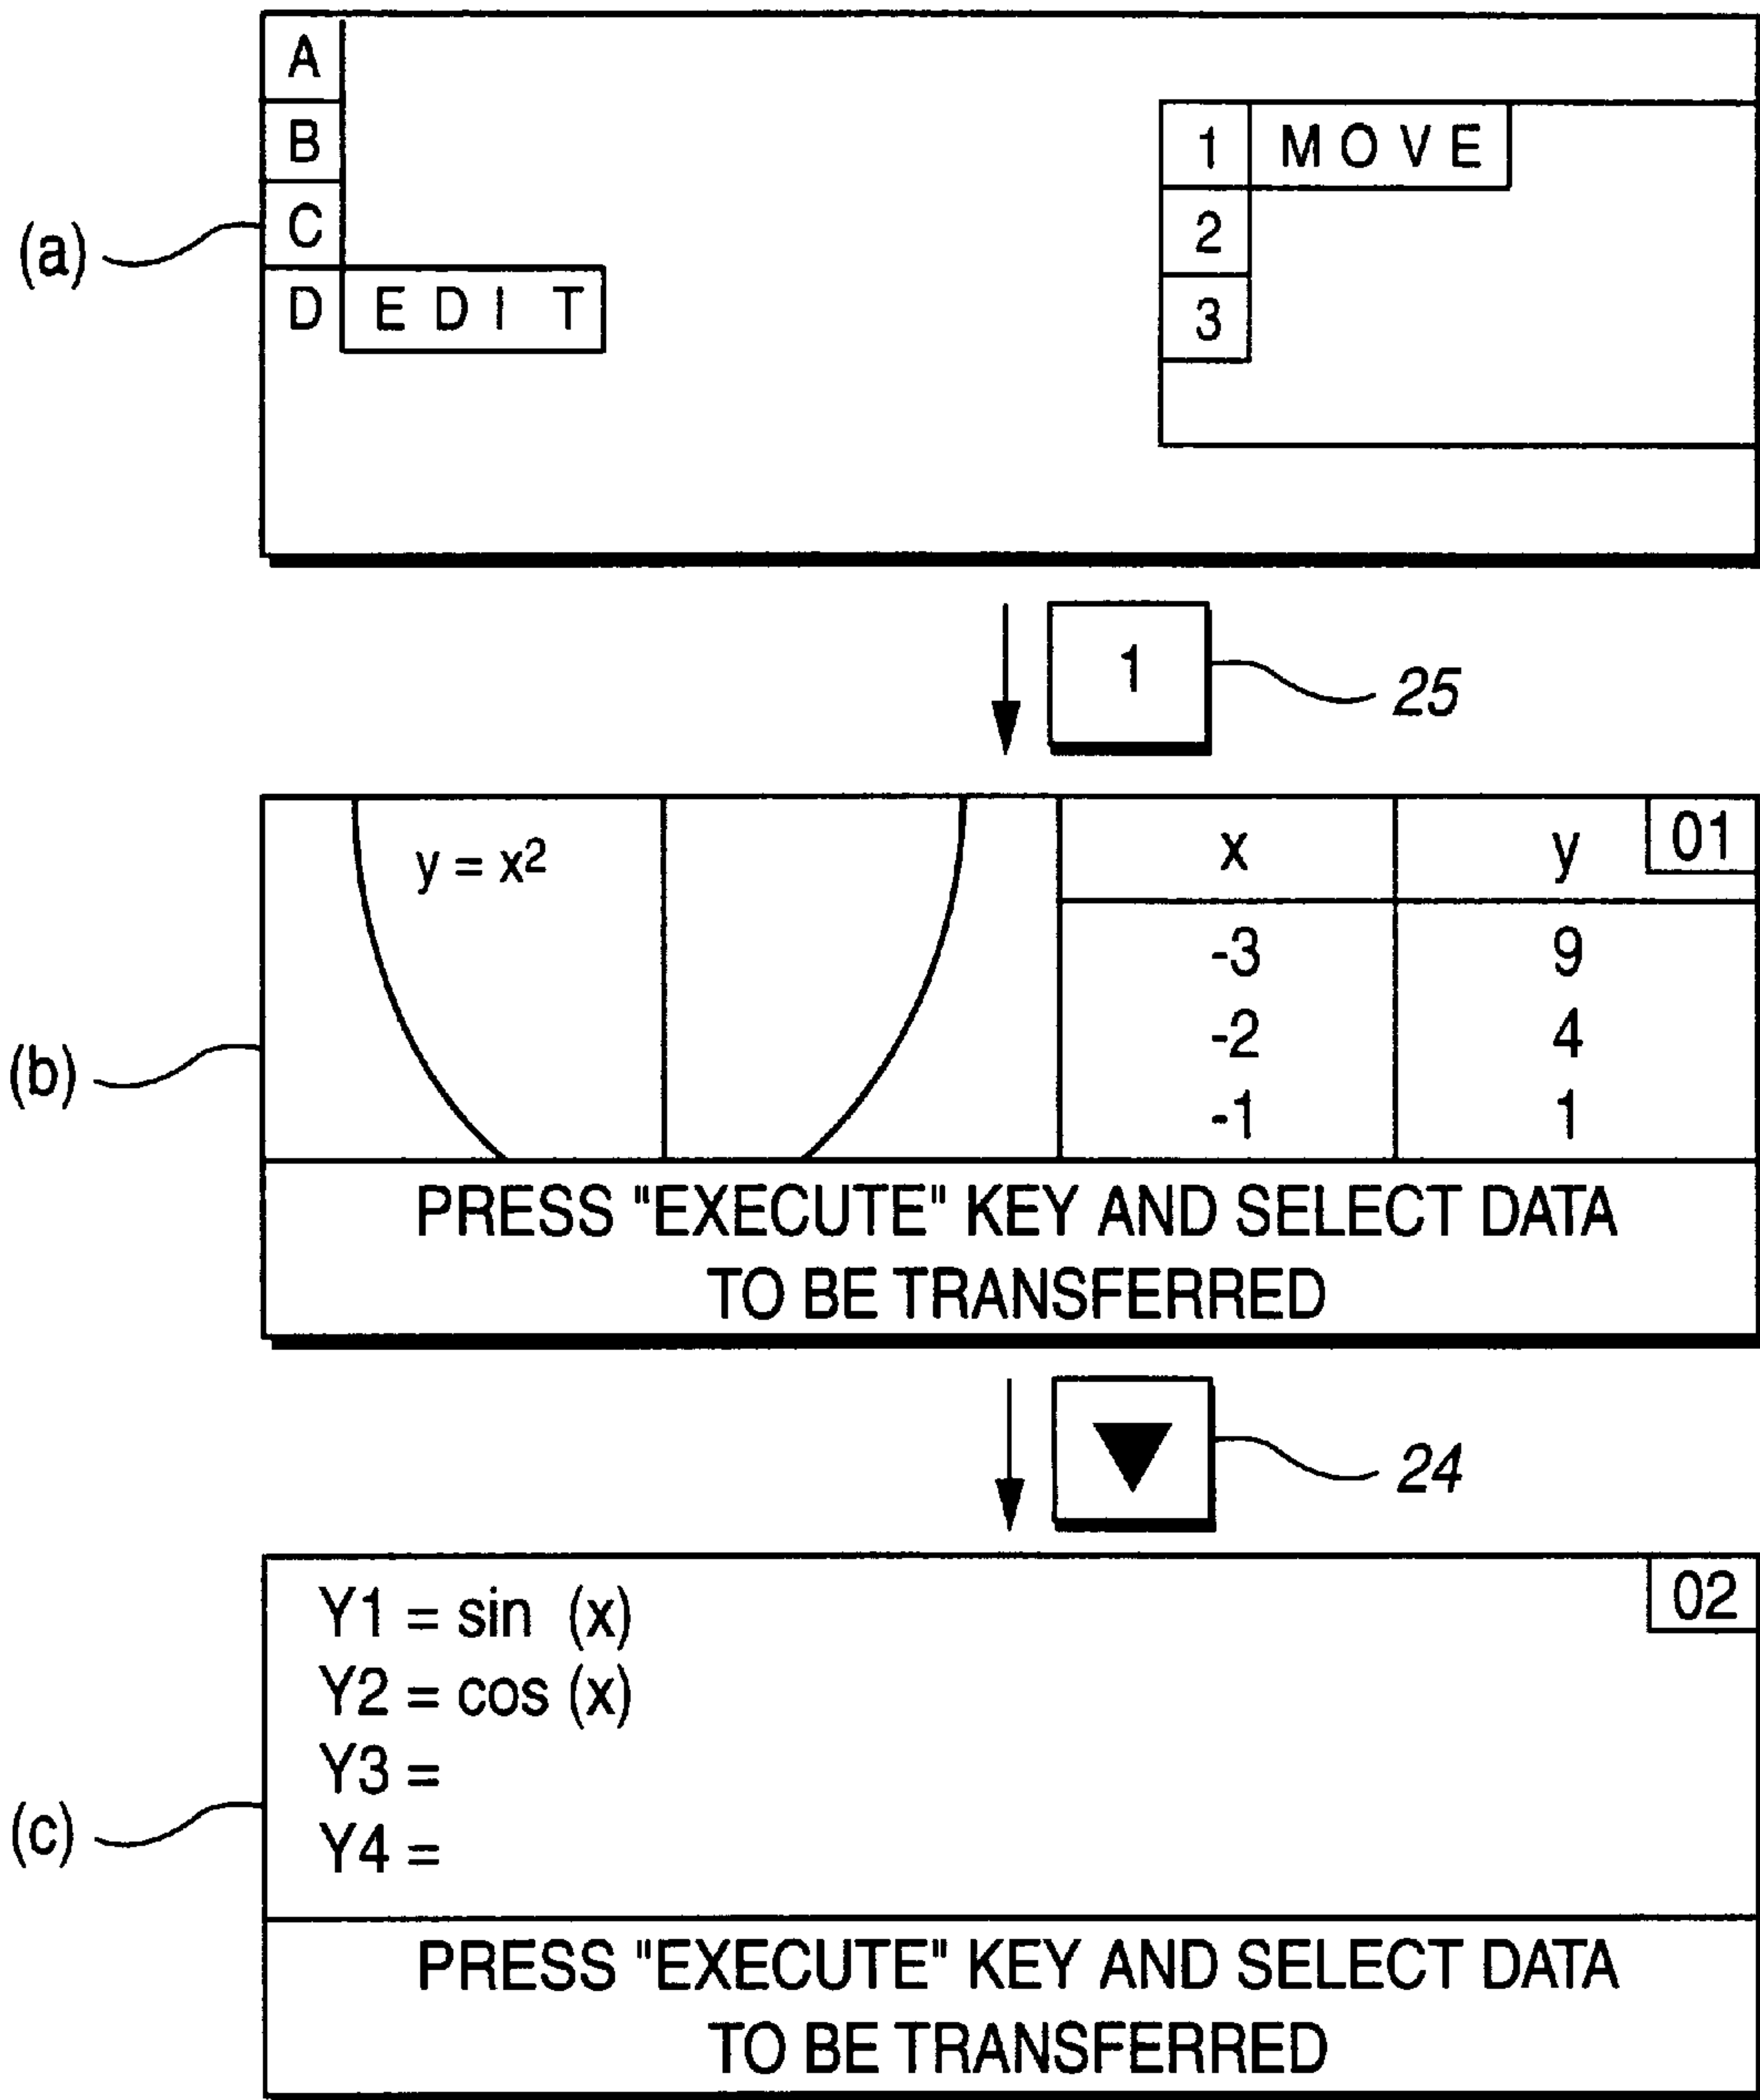 A
B
1 M O V E
(a)
C
2
D E D I T
3
1
25
y = x²
x y 01
-3 9
(b)
-2 4
-1 1
PRESS "EXECUTE" KEY AND SELECT DATA
TO BE TRANSFERRED
24
Y1 = sin (x)
02
Y2 = cos (x)
Y3 =
(c)
Y4 =
PRESS "EXECUTE" KEY AND SELECT DATA
TO BE TRANSFERRED